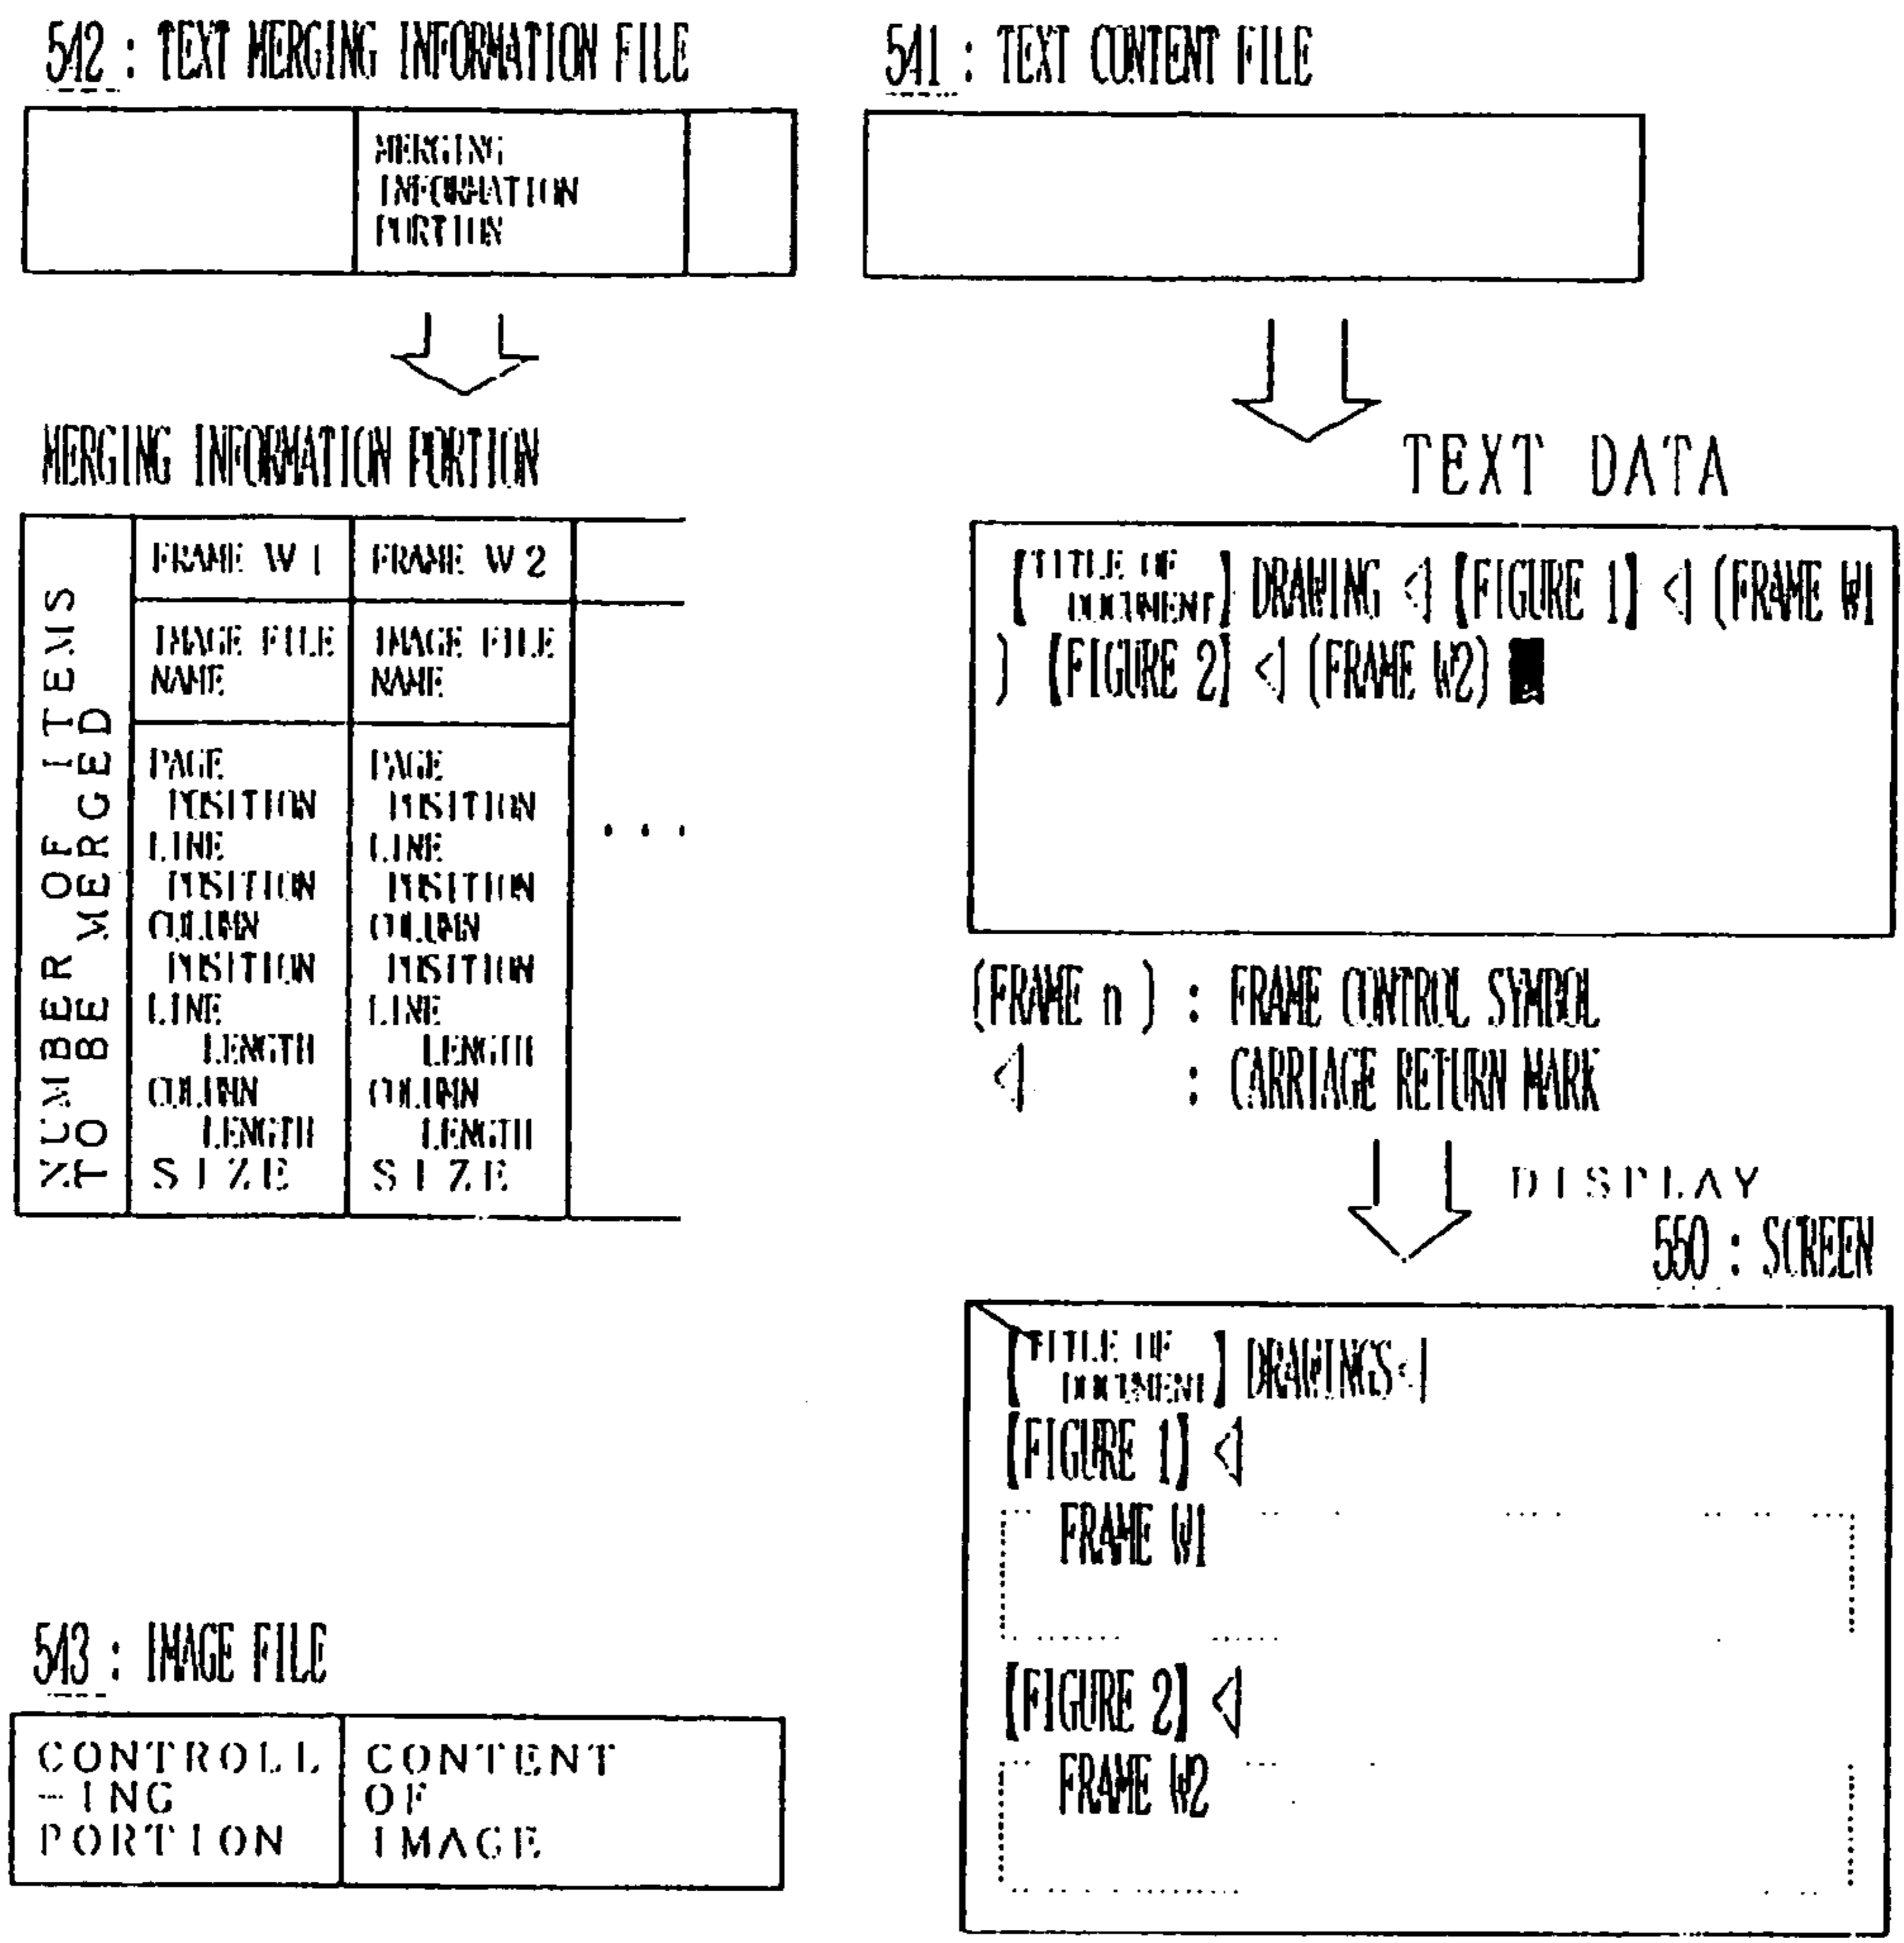 542 : TEXT MERGING INFORMATION FILE
MERGING
INFORMATION
PORTION
MERGING INFORMATION PORTION
NUMBER OF ITEMS
TO BE MERGED
FRAME W1
IMAGE FILE
NAME
PAGE
POSITION
LINE
POSITION
COLUMN
POSITION
LINE
LENGTH
COLUMN
LENGTH
SIZE
FRAME W2
IMAGE FILE
NAME
PAGE
POSITION
LINE
POSITION
COLUMN
POSITION
LINE
LENGTH
COLUMN
LENGTH
SIZE
...
543 : IMAGE FILE
CONTROLL
-ING
PORTION
CONTENT
OF
IMAGE
541 : TEXT CONTENT FILE
TEXT DATA
【TITLE OF
DOCUMENT】 DRAWING ◁ 【FIGURE 1】 ◁ (FRAME W1
) 【FIGURE 2】 ◁ (FRAME W2)
(FRAME n ) : FRAME CONTROL SYMBOL
◁ : CARRIAGE RETURN MARK
DISPLAY
550 : SCREEN
【TITLE OF
DOCUMENT】 DRAWINGS◁
【FIGURE 1】 ◁
FRAME W1
【FIGURE 2】 ◁
FRAME W2